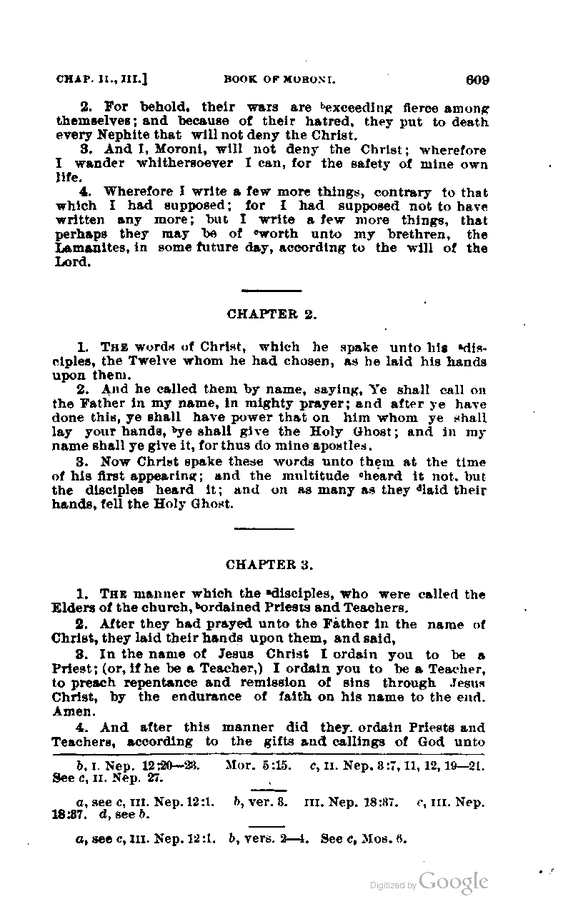 CHAP. II., III.] BOOK OF MORONI. 609
2. For behold, their wars are ᵇexceeding fierce among
themselves; and because of their hatred, they put to death
every Nephite that will not deny the Christ.
3. And I, Moroni, will not deny the Christ; wherefore
I wander whithersoever I can, for the safety of mine own
life.
4. Wherefore I write a few more things, contrary to that
which I had supposed; for I had supposed not to have
written any more; but I write a few more things, that
perhaps they may be of ᶜworth unto my brethren, the
Lamanites, in some future day, according to the will of the
Lord.
CHAPTER 2.
1. THE words of Christ, which he spake unto his ᵃdis-
ciples, the Twelve whom he had chosen, as he laid his hands
upon them.
2. And he called them by name, saying, Ye shall call on
the Father in my name, in mighty prayer; and after ye have
done this, ye shall have power that on him whom ye shall
lay your hands, ᵇye shall give the Holy Ghost; and in my
name shall ye give it, for thus do mine apostles.
3. Now Christ spake these words unto them at the time
of his first appearing; and the multitude ᶜheard it not, but
the disciples heard it; and on as many as they ᵈlaid their
hands, fell the Holy Ghost.
CHAPTER 3.
1. THE manner which the ᵃdisciples, who were called the
Elders of the church, ᵇordained Priests and Teachers.
2. After they had prayed unto the Father in the name of
Christ, they laid their hands upon them, and said,
3. In the name of Jesus Christ I ordain you to be a
Priest; (or, if he be a Teacher,) I ordain you to be a Teacher,
to preach repentance and remission of sins through Jesus
Christ, by the endurance of faith on his name to the end.
Amen.
4. And after this manner did they ordain Priests and
Teachers, according to the gifts and callings of God unto
b, I. Nep. 12:20—23. Mor. 5:15. c, II. Nep. 3:7, 11, 12, 19—21.
See c, II. Nep. 27.
a, see c, III. Nep. 12:1. b, ver. 3. III. Nep. 18:37. c, III. Nep.
18:37. d, see b.
a, see c, III. Nep. 12:1. b, vers. 2—4. See c, Mos. 6.
Digitized by Google